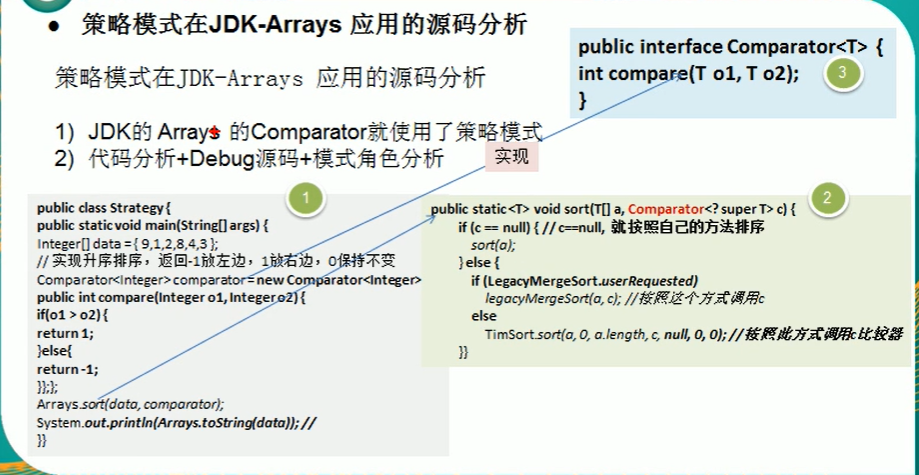 ● 策略模式在JDK-Arrays 应用的源码分析
策略模式在JDK-Arrays 应用的源码分析
1) JDK的 Arrays 的Comparator就使用了策略模式
2) 代码分析+Debug源码+模式角色分析
实现
public interface Comparator<T> {
int compare(T o1, T o2);
}
3
1
public class Strategy {
public static void main(String[] args) {
Integer[] data = { 9,1,2,8,4,3 };
// 实现升序排序，返回-1放左边，1放右边，0保持不变
Comparator<Integer> comparator = new Comparator<Integer>
public int compare(Integer o1, Integer o2) {
if(o1 > o2) {
return 1;
}else{
return -1;
}};};
Arrays.sort(data, comparator);
System.out.println(Arrays.toString(data)); //
}}
2
public static <T> void sort(T[] a, Comparator<? super T> c) {
if (c == null) { // c==null, 就按照自己的方法排序
sort(a);
} else {
if (LegacyMergeSort.userRequested)
legacyMergeSort(a, c); //按照这个方式调用c
else
TimSort.sort(a, 0, a.length, c, null, 0, 0); // 按照此方式调用c比较器
}}